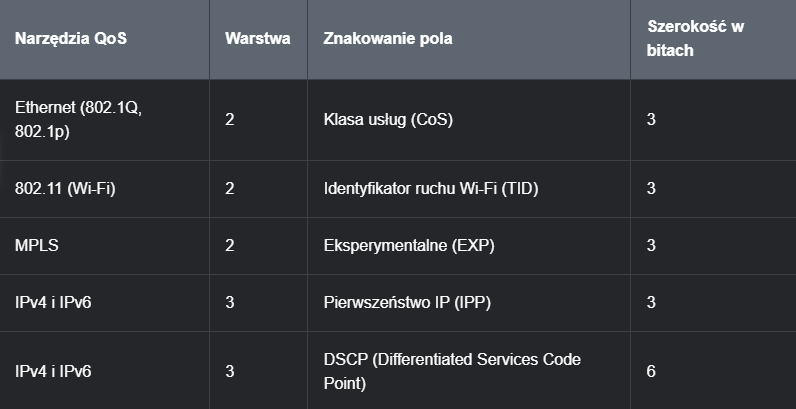 Narzędzia QoS Warstwa Znakowanie pola Szerokość w
bitach
Ethernet (802.1Q,
802.1p) 2 Klasa usług (CoS) 3
802.11 (Wi-Fi) 2 Identyfikator ruchu Wi-Fi (TID) 3
MPLS 2 Eksperymentalne (EXP) 3
IPv4 i IPv6 3 Pierwszeństwo IP (IPP) 3
IPv4 i IPv6 3 DSCP (Differentiated Services Code
Point) 6